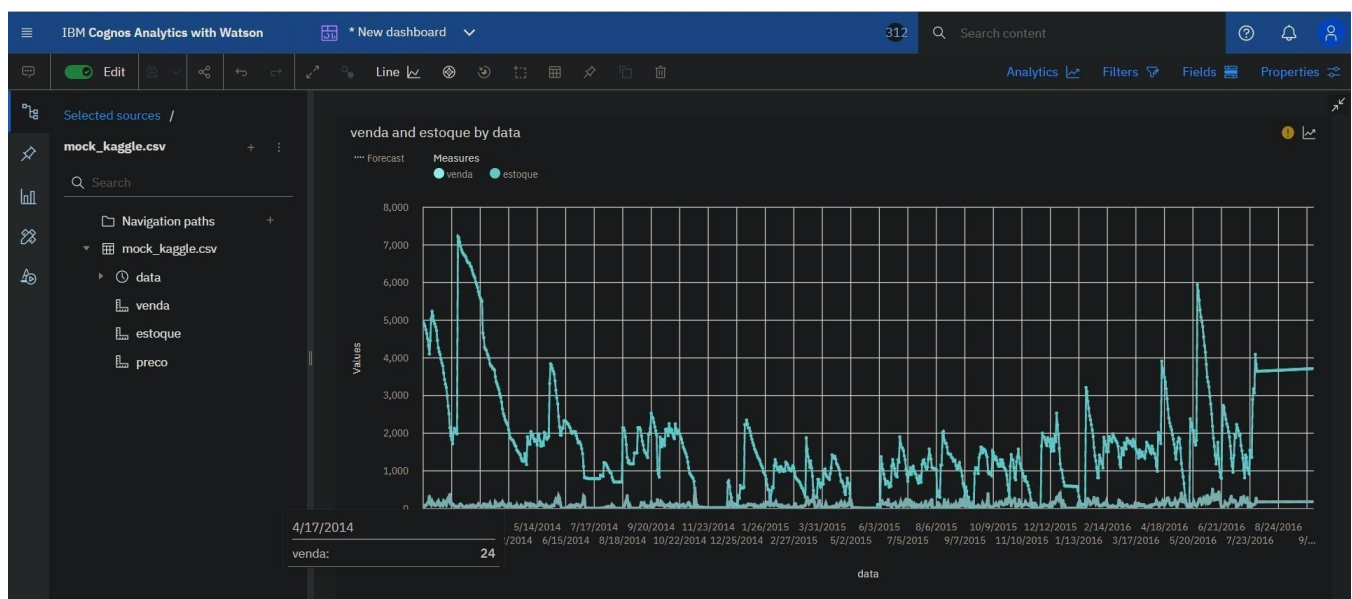 IBM Cognos Analytics with Watson
* New dashboard
312
Search content
Edit
Line
Analytics
Filters
Fields
Properties
Selected sources /
mock_kaggle.csv
Search
Navigation paths
mock_kaggle.csv
data
venda
estoque
preco
venda and estoque by data
Forecast
Measures
venda
estoque
8,000
7,000
6,000
5,000
4,000
3,000
2,000
1,000
0
Values
5/14/2014 7/17/2014 9/20/2014 11/23/2014 1/26/2015 3/31/2015 6/3/2015 8/6/2015 10/9/2015 12/12/2015 2/14/2016 4/18/2016 6/21/2016 8/24/2016
/2014 6/15/2014 8/18/2014 10/22/2014 12/25/2014 2/27/2015 5/2/2015 7/5/2015 9/7/2015 11/10/2015 1/13/2016 3/17/2016 5/20/2016 7/23/2016 9/...
data
4/17/2014
venda: 24